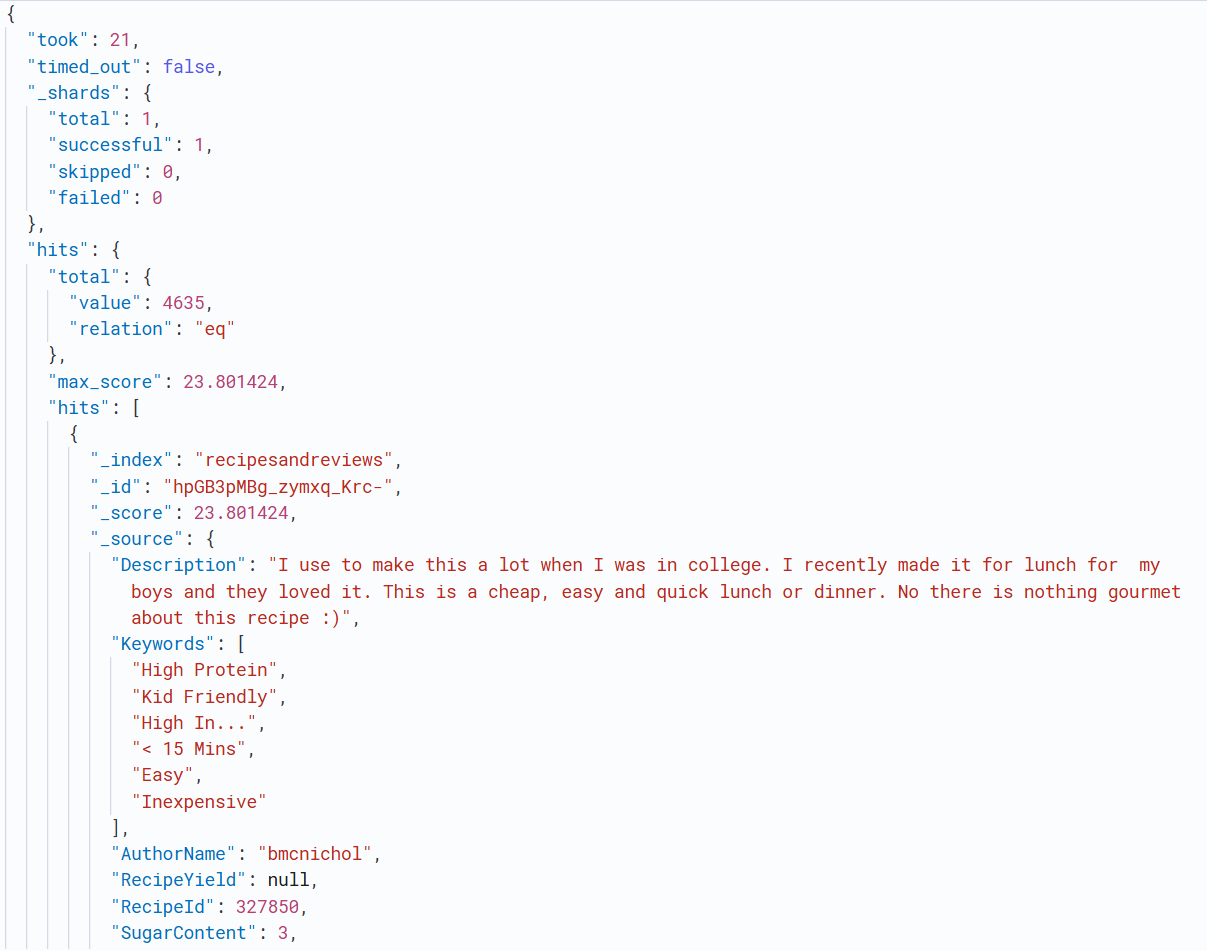 {
"took": 21,
"timed_out": false,
"_shards": {
"total": 1,
"successful": 1,
"skipped": 0,
"failed": 0
},
"hits": {
"total": {
"value": 4635,
"relation": "eq"
},
"max_score": 23.801424,
"hits": [
{
"_index": "recipesandreviews",
"_id": "hpGB3pMBg_zymxq_Krc-",
"_score": 23.801424,
"_source": {
"Description": "I use to make this a lot when I was in college. I recently made it for lunch for  my
boys and they loved it. This is a cheap, easy and quick lunch or dinner. No there is nothing gourmet
about this recipe :)",
"Keywords": [
"High Protein",
"Kid Friendly",
"High In...",
"< 15 Mins",
"Easy",
"Inexpensive"
],
"AuthorName": "bmcnichol",
"RecipeYield": null,
"RecipeId": 327850,
"SugarContent": 3,